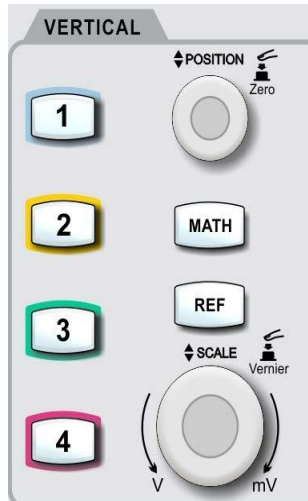 VERTICAL
POSITION
Zero
1
2
MATH
3
REF
SCALE
Vernier
4
V
mV